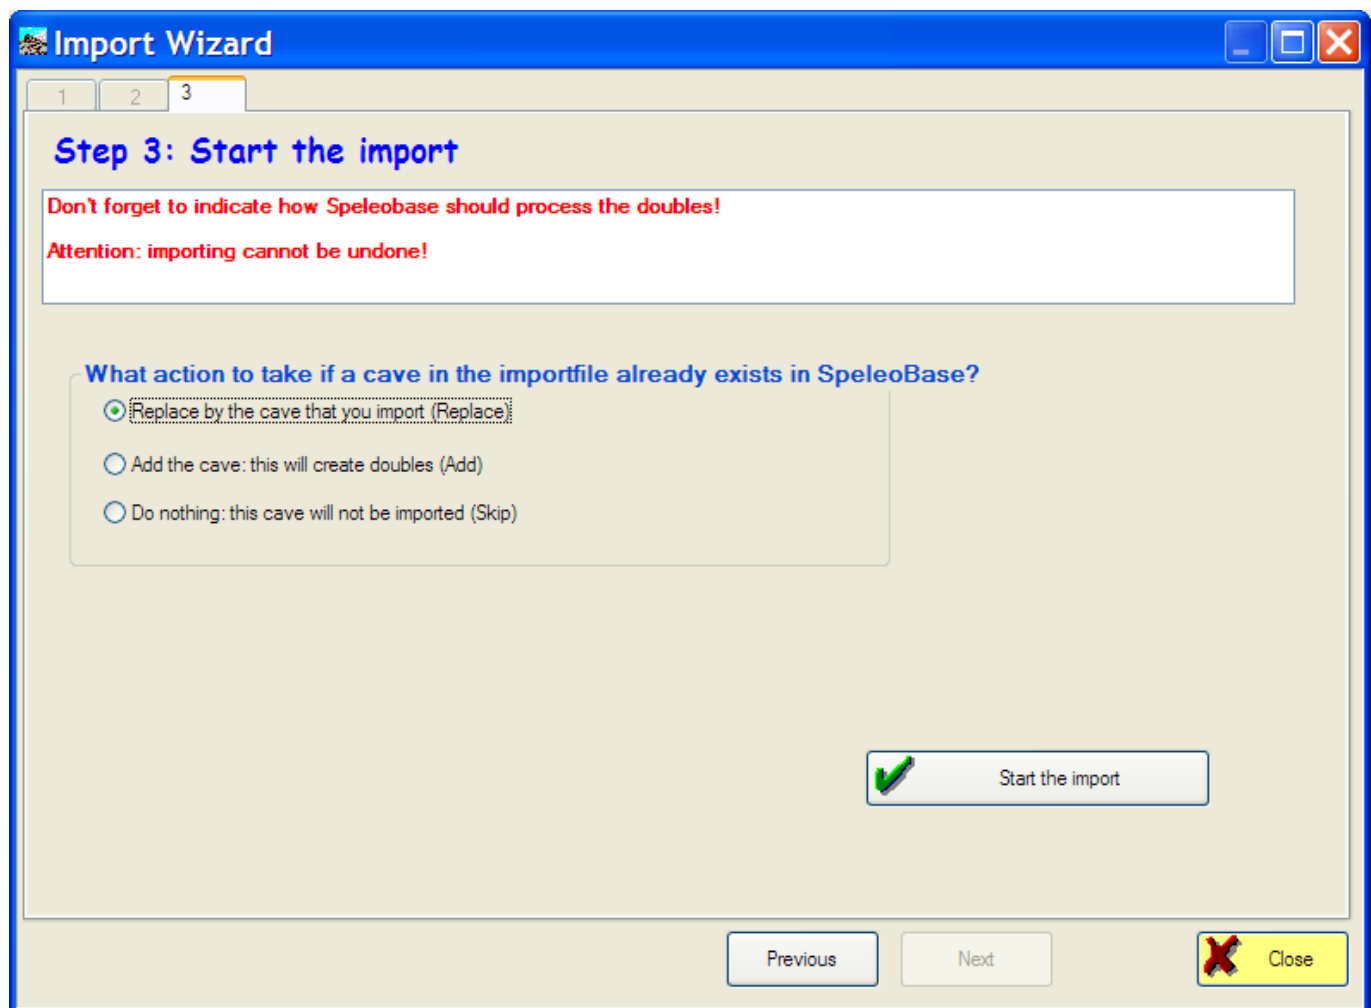 Import Wizard
1 2 3
Step 3: Start the import
Don't forget to indicate how Speleobase should process the doubles!
Attention: importing cannot be undone!
What action to take if a cave in the importfile already exists in SpeleoBase?
Replace by the cave that you import (Replace)
Add the cave: this will create doubles (Add)
Do nothing: this cave will not be imported (Skip)
Start the import
Previous Next Close